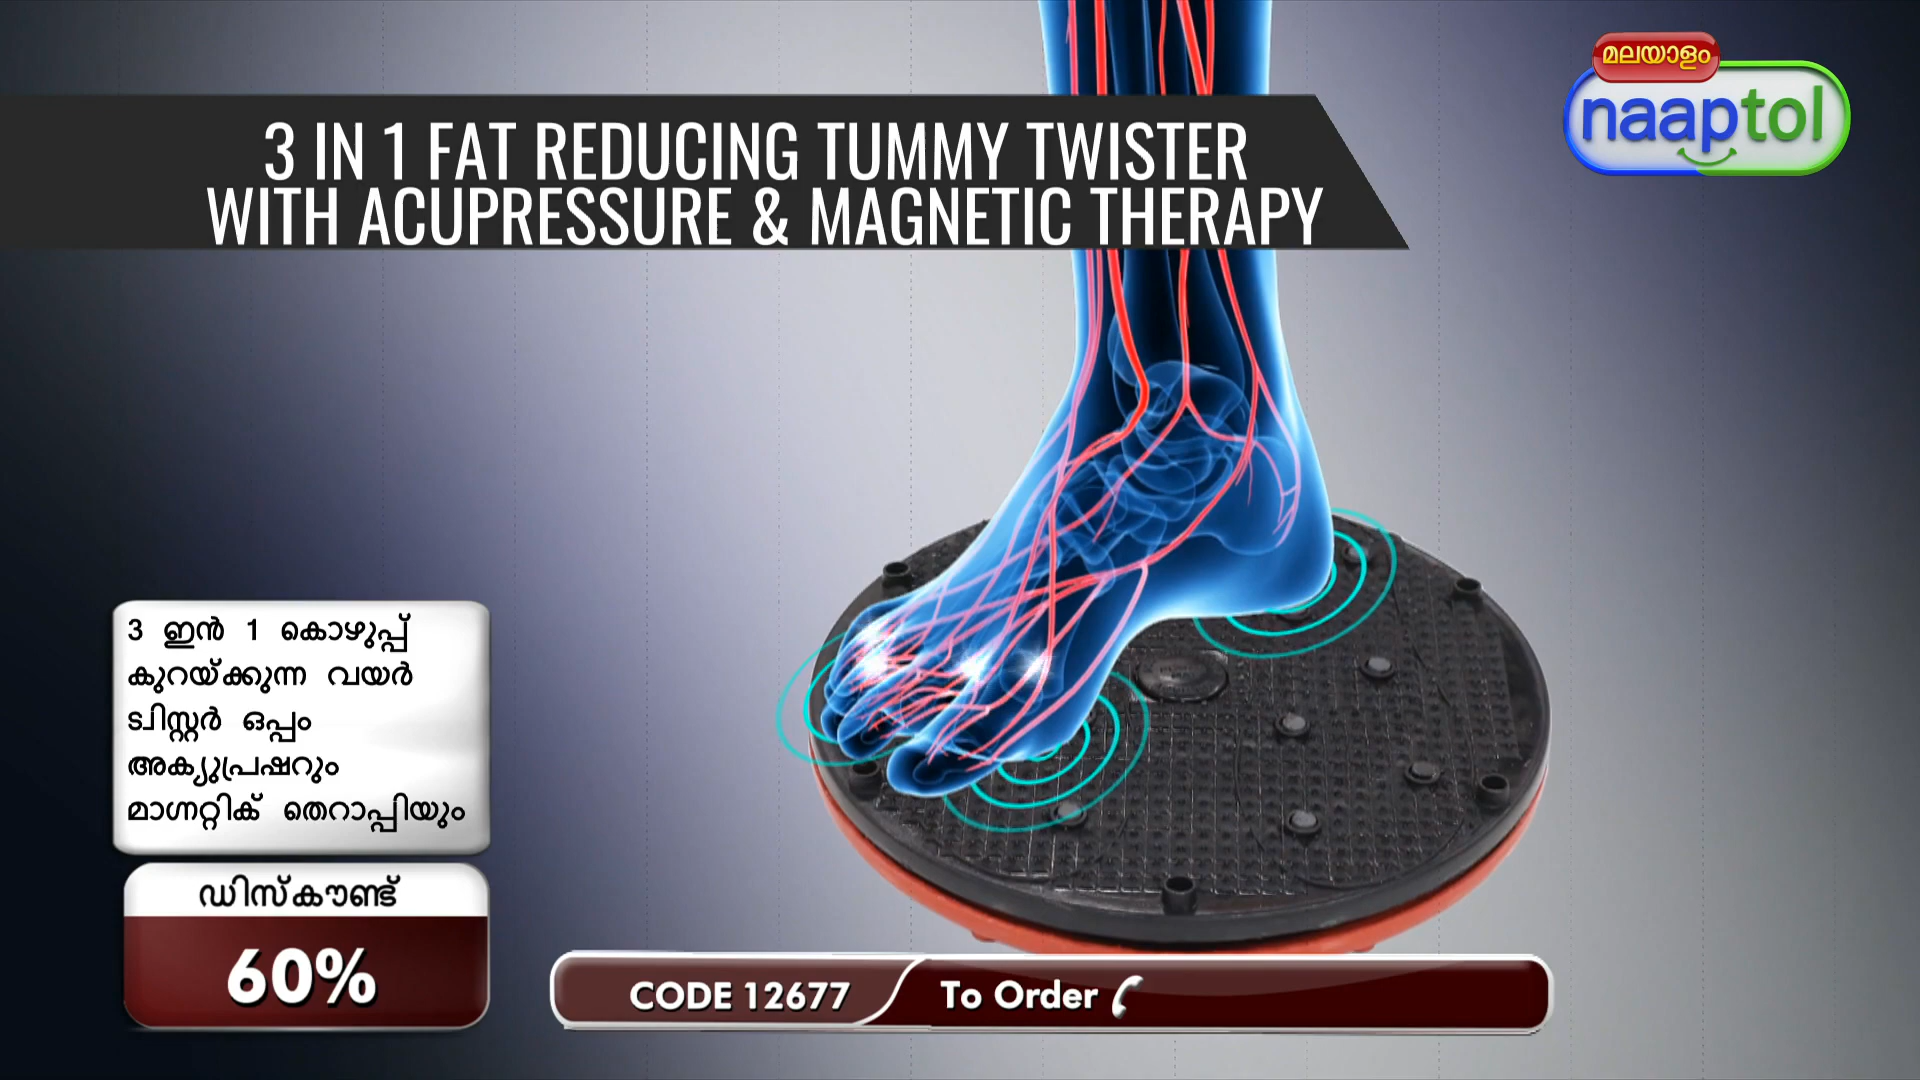 മലയാളം
naaptol
3 IN 1 FAT REDUCING TUMMY TWISTER
WITH ACUPRESSURE & MAGNETIC THERAPY
3 ഇൻ 1 കൊഴുപ്പ്
കുറയ്ക്കുന്ന വയർ
ട്വിസ്റ്റർ ഒപ്പം
അക്യുപ്രഷറും
മാഗ്നറ്റിക് തെറാപ്പിയും
ഡിസ്കൗണ്ട്
60%
CODE 12677 To Order